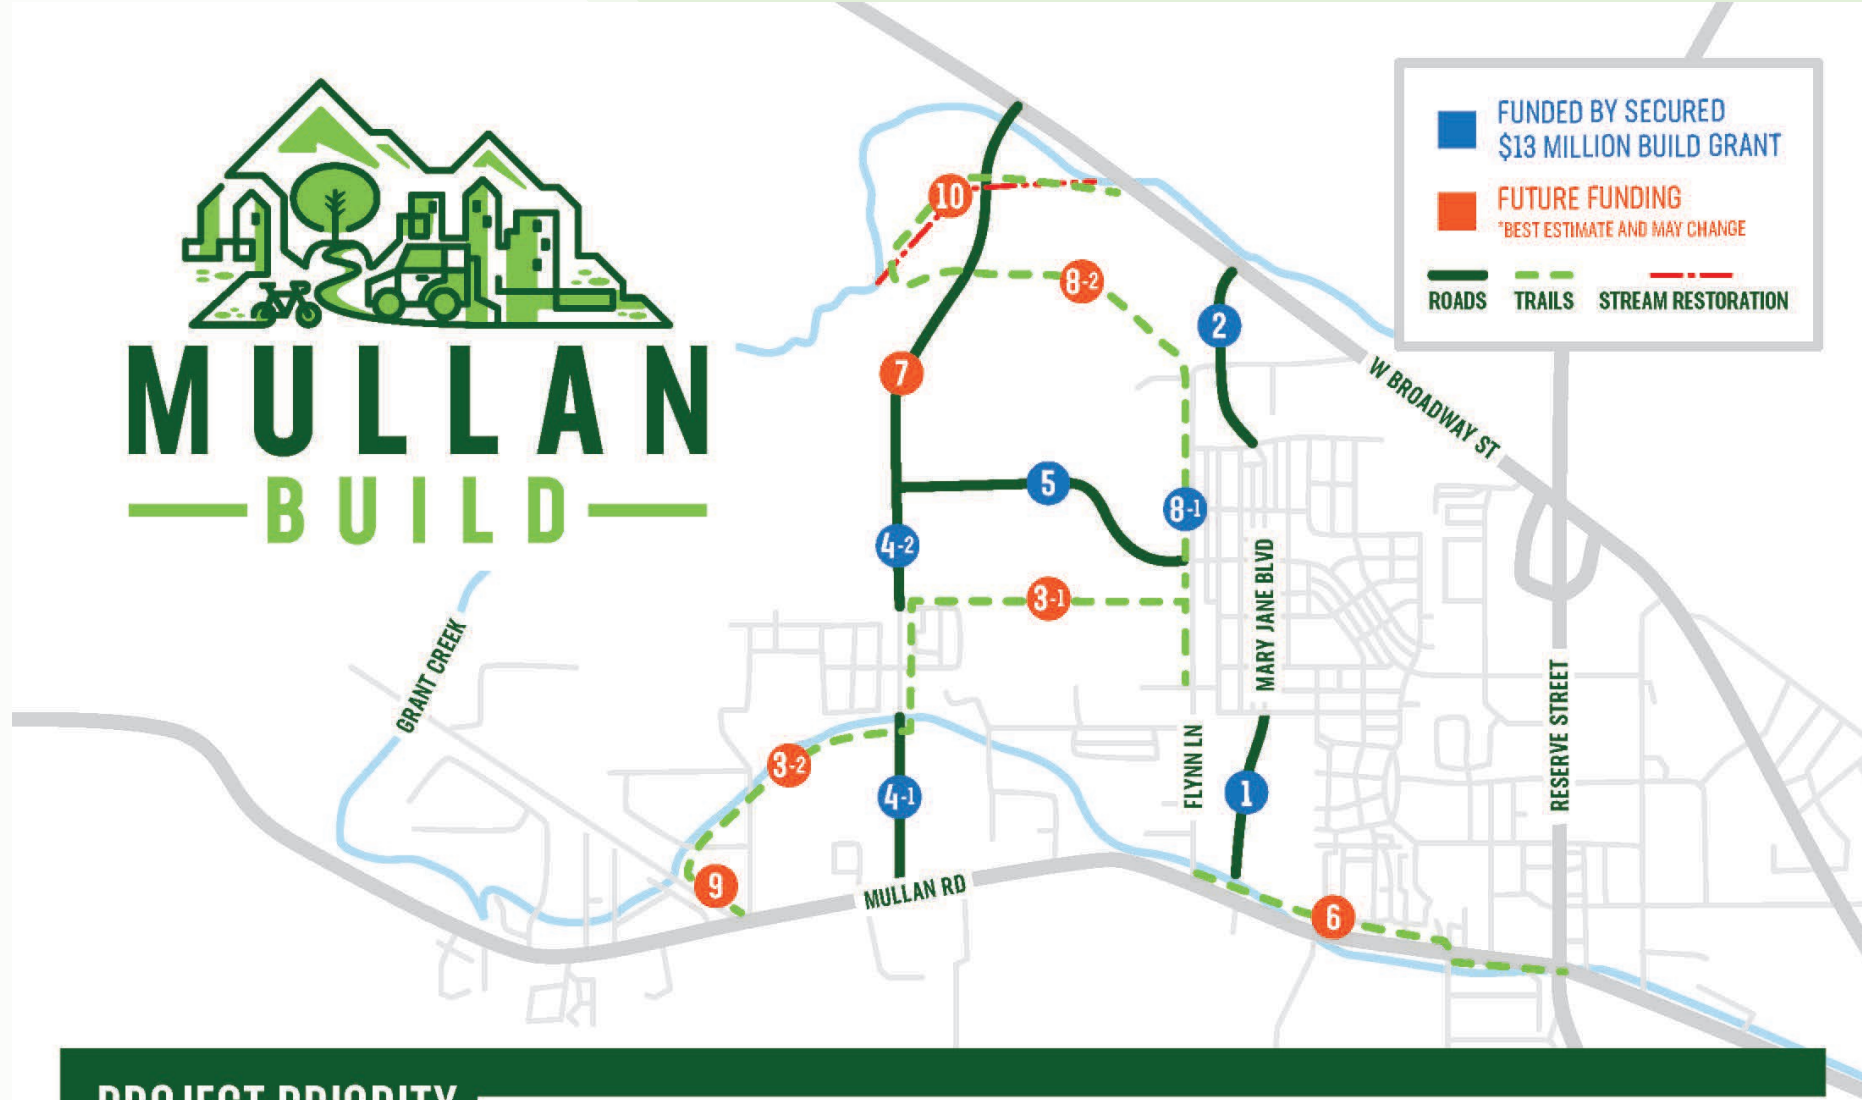 MULLAN
BUILD
FUNDED BY SECURED
$13 MILLION BUILD GRANT
FUTURE FUNDING
*BEST ESTIMATE AND MAY CHANGE
ROADS
TRAILS
STREAM RESTORATION
10
8-2
2
7
W BROADWAY ST
5
8-1
4-2
3-1
MARY JANE BLVD
GRANT CREEK
RESERVE STREET
3-2
FLYNN LN
4-1
1
9
MULLAN RD
6
PROJECT PRIORITY